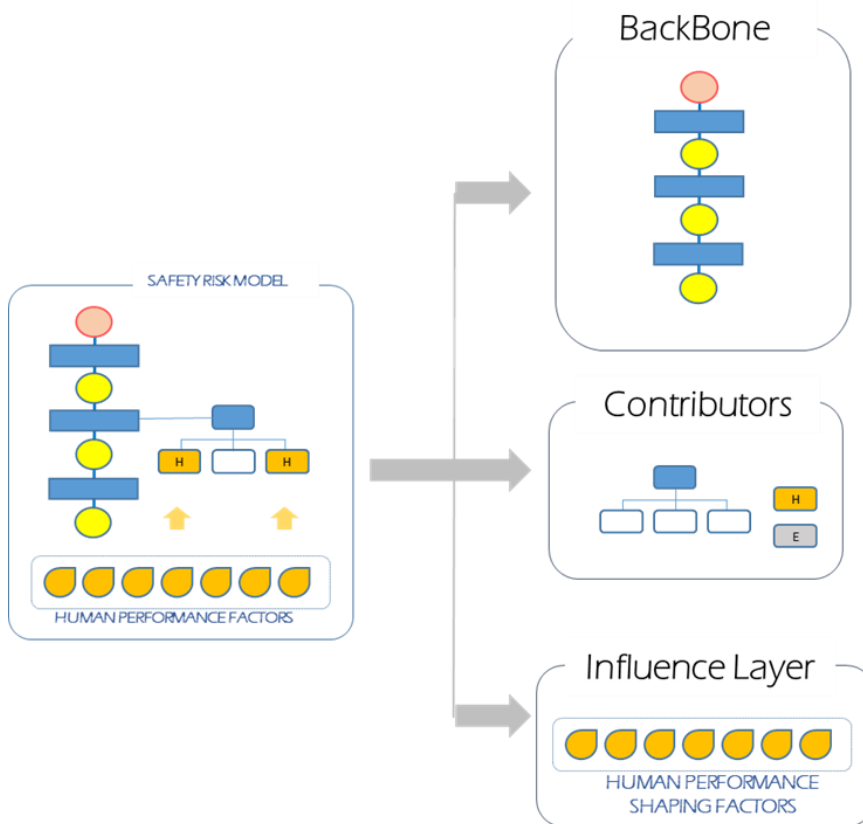 BackBone
SAFETY RISK MODEL
H
H
HUMAN PERFORMANCE FACTORS
Contributors
H
E
Influence Layer
HUMAN PERFORMANCE
SHAPING FACTORS